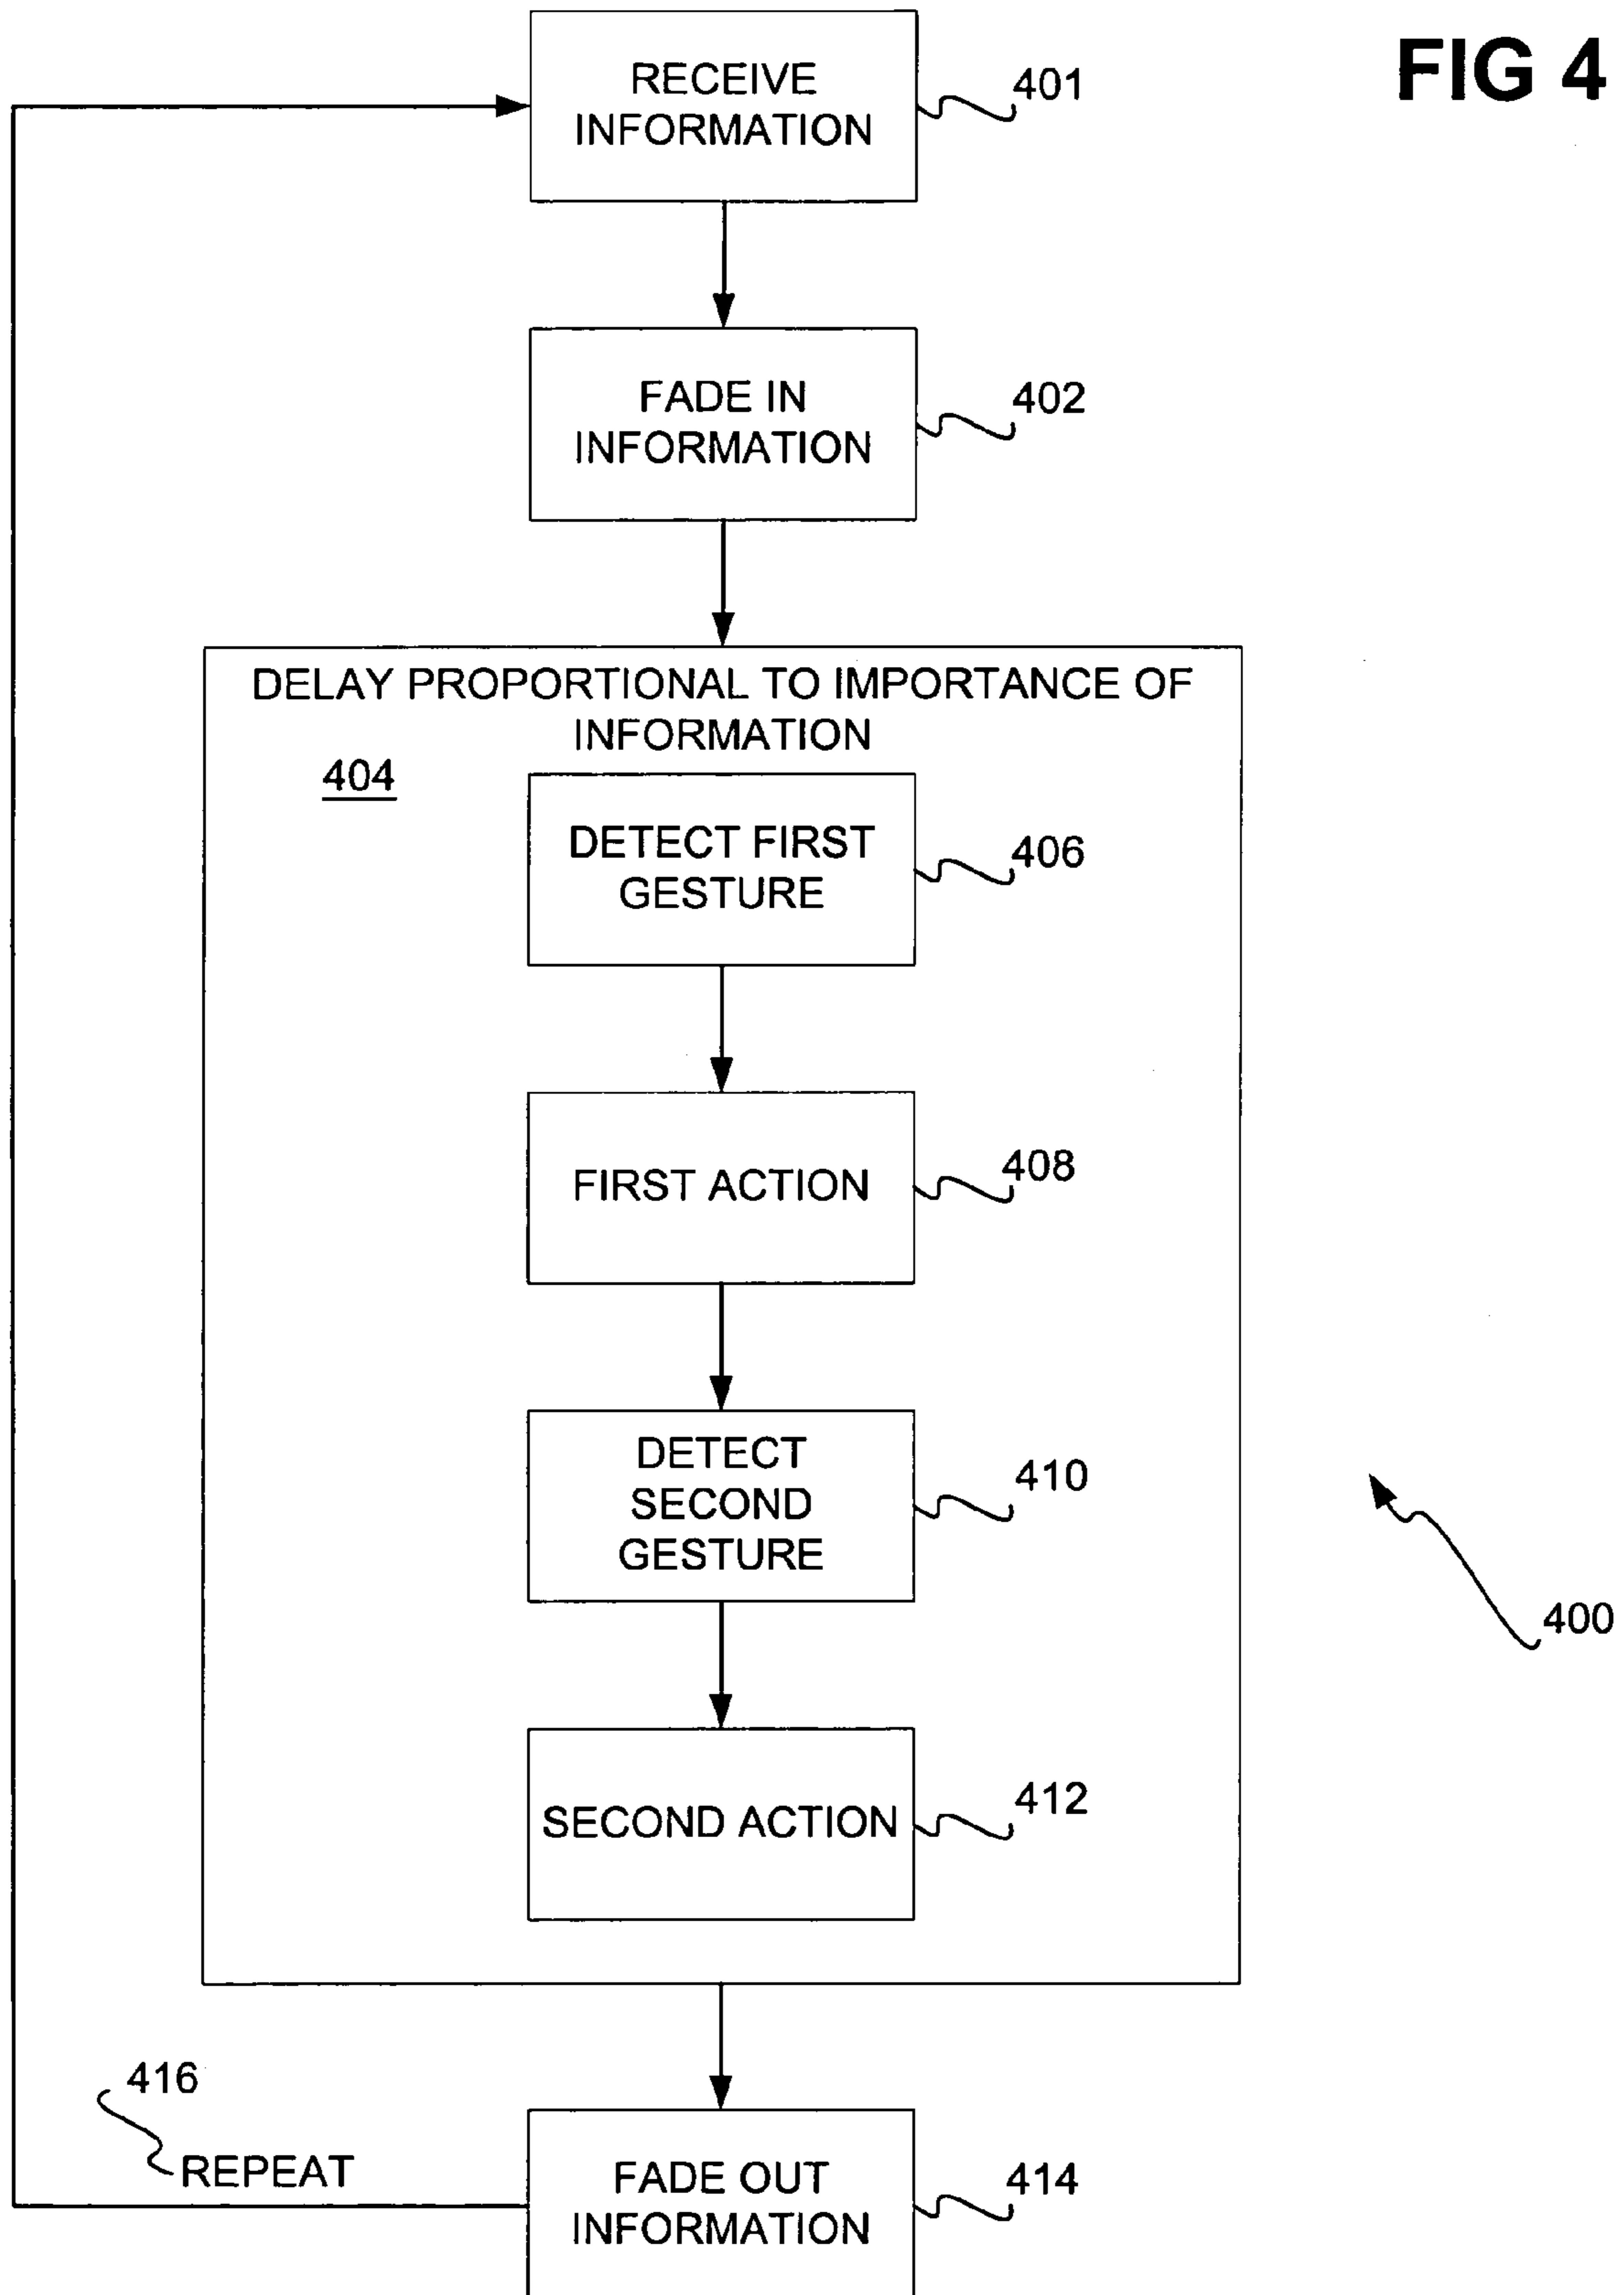 FIG 4
RECEIVE
INFORMATION
401
FADE IN
INFORMATION
402
DELAY PROPORTIONAL TO IMPORTANCE OF
INFORMATION
404
DETECT FIRST
GESTURE
406
FIRST ACTION
408
DETECT
SECOND
GESTURE
410
400
SECOND ACTION
412
416
REPEAT
FADE OUT
INFORMATION
414